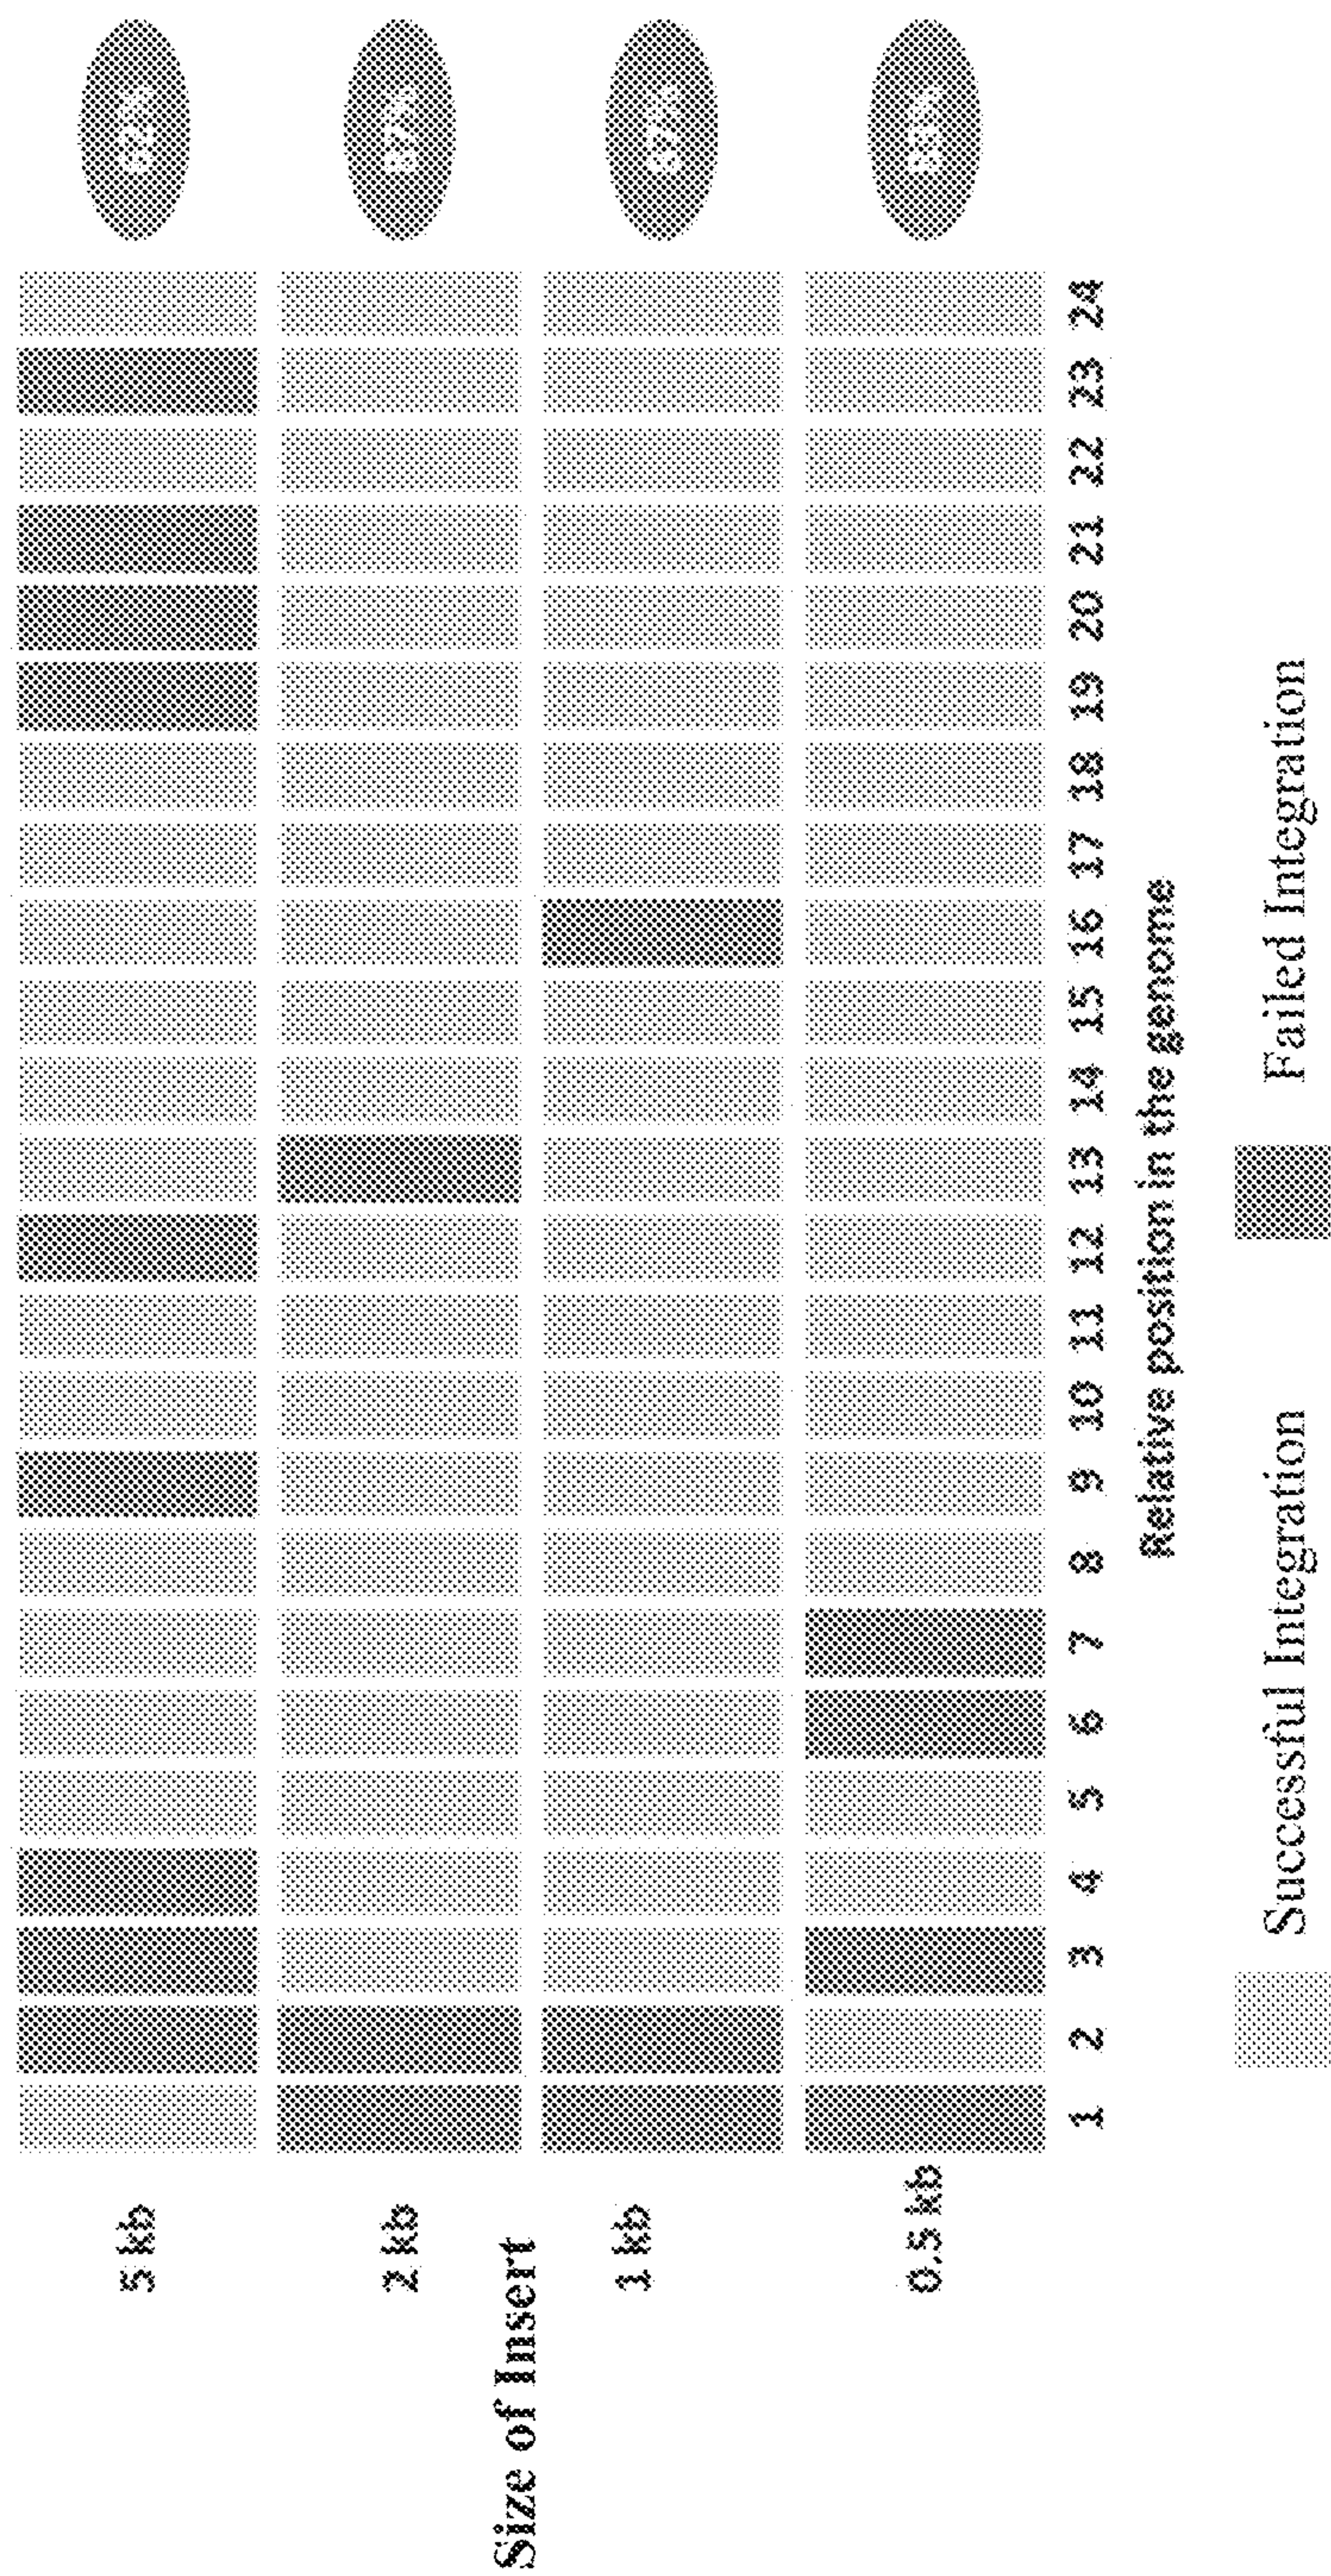 5 kb
2 kb
Size of Insert
1 kb
0.5 kb
87%
87%
1 2 3 4 5 6 7 8 9 10 11 12 13 14 15 16 17 18 19 20 21 22 23 24
Relative position in the genome
Successful Integration
Failed Integration